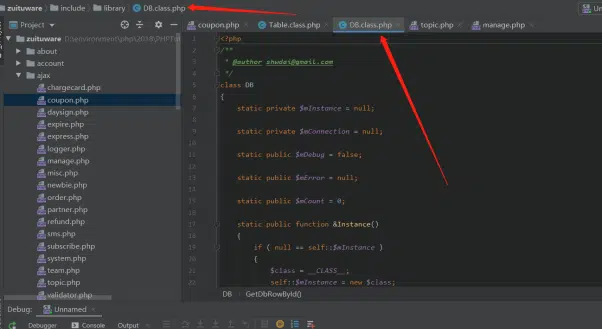 zuituware include library DB.class.php
Project
coupon.php Table.class.php DB.class.php topic.php manage.php
zuituware
about
account
ajax
chargecard.php
coupon.php
daysign.php
expire.php
express.php
logger.php
manage.php
misc.php
newbie.php
order.php
partner.php
refund.php
sms.php
subscribe.php
system.php
team.php
topic.php
validator.php
<?php
/**
* @author shudai@gmail.com
*/
class DB
{
static private $mInstance = null;
static private $mConnection = null;
static public $mDebug = false;
static public $mError = null;
static public $mCount = 0;
static public function &Instance()
{
if ( null == self::$mInstance )
{
$class = __CLASS__;
self::$mInstance = new $class;
DB GetDbRowById()
Debug: Unnamed
Debugger Console Output